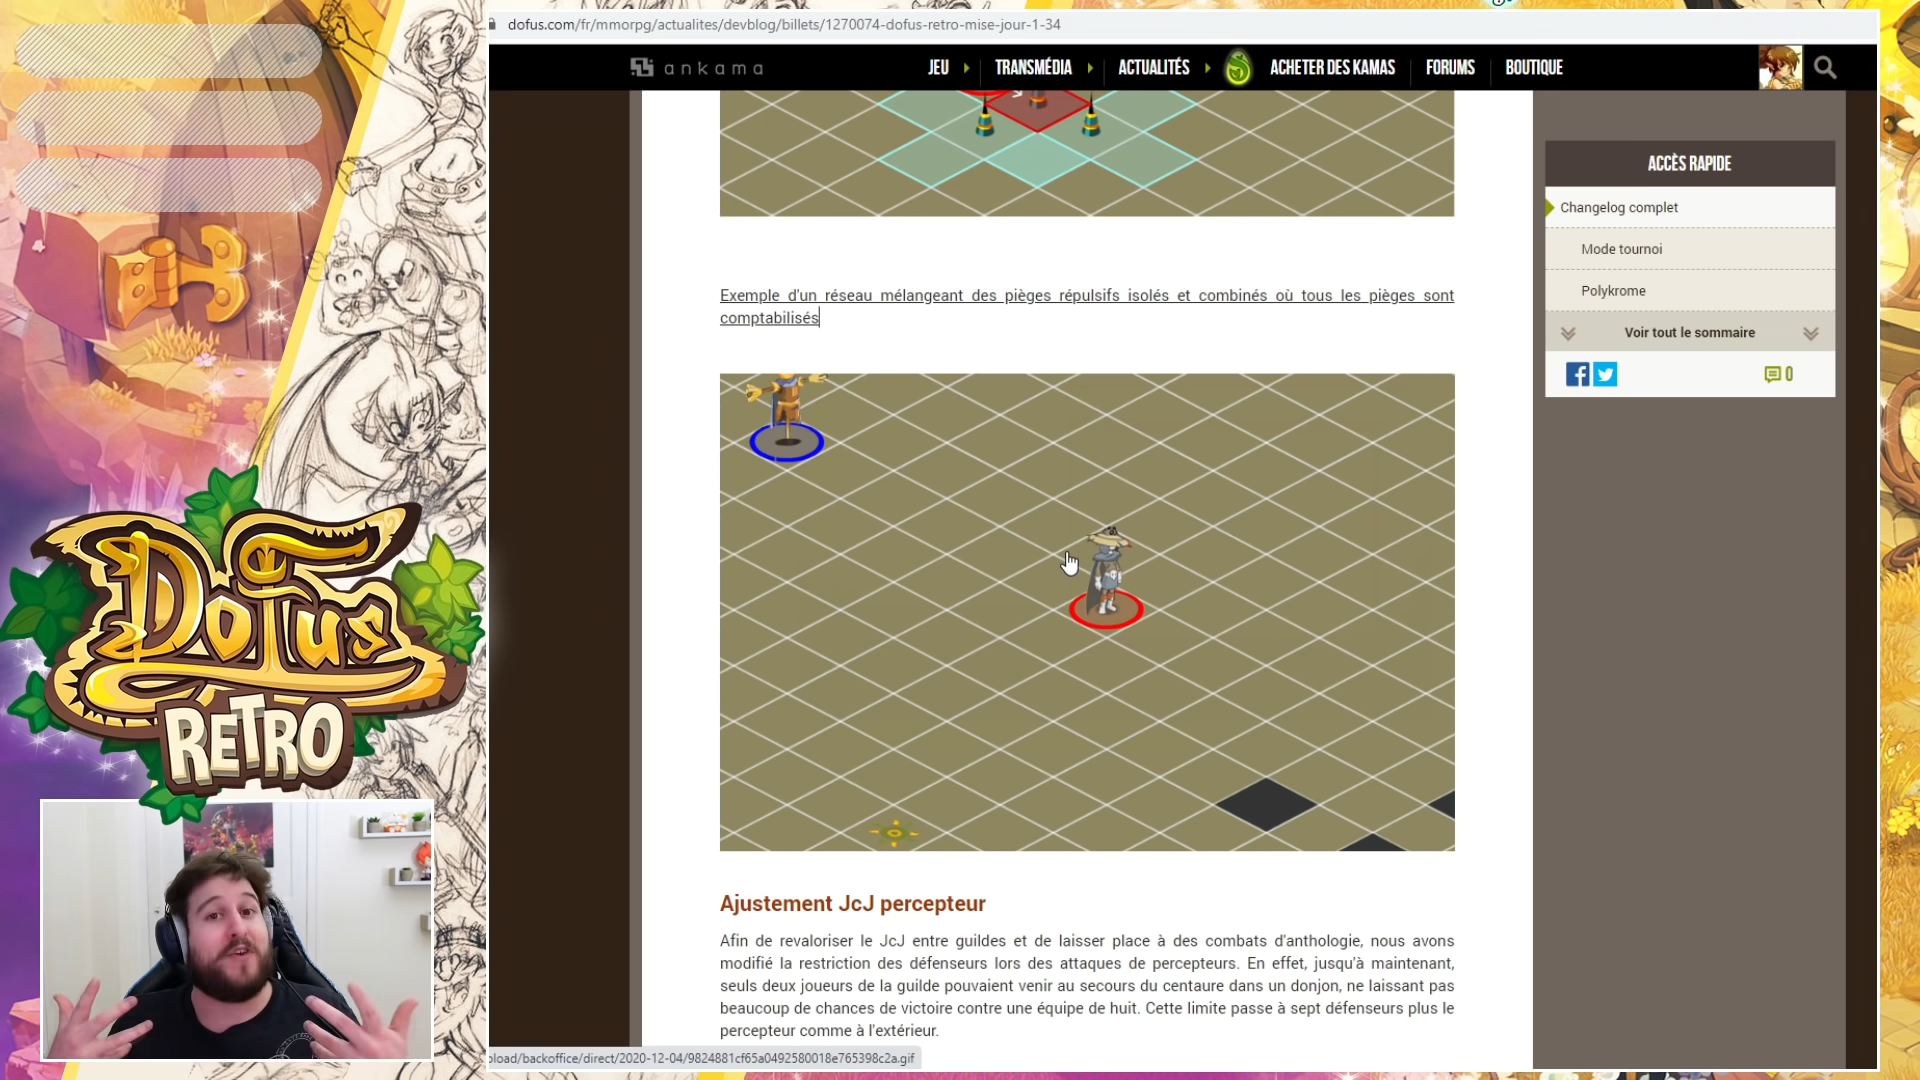 dofus.com/fr/mmorpg/actualites/devblog/billets/1270074-dofus-retro-mise-jour-1-34
ankama
JEU
TRANSMÉDIA
ACTUALITÉS
ACHETER DES KAMAS
FORUMS
BOUTIQUE
ACCÈS RAPIDE
Changelog complet
Mode tournoi
Polykrome
Voir tout le sommaire
0
Exemple d'un réseau mélangeant des pièges répulsifs isolés et combinés où tous les pièges sont
comptabilisés
DOFUS
RETRO
Ajustement JcJ percepteur
Afin de revaloriser le JcJ entre guildes et de laisser place à des combats d'anthologie, nous avons
modifié la restriction des défenseurs lors des attaques de percepteurs. En effet, jusqu'à maintenant,
seuls deux joueurs de la guilde pouvaient venir au secours du centaure dans un donjon, ne laissant pas
beaucoup de chances de victoire contre une équipe de huit. Cette limite passe à sept défenseurs plus le
percepteur comme à l'extérieur.
pload/backoffice/direct/2020-12-04/9824881cf65a0492580018e765398c2a.gif